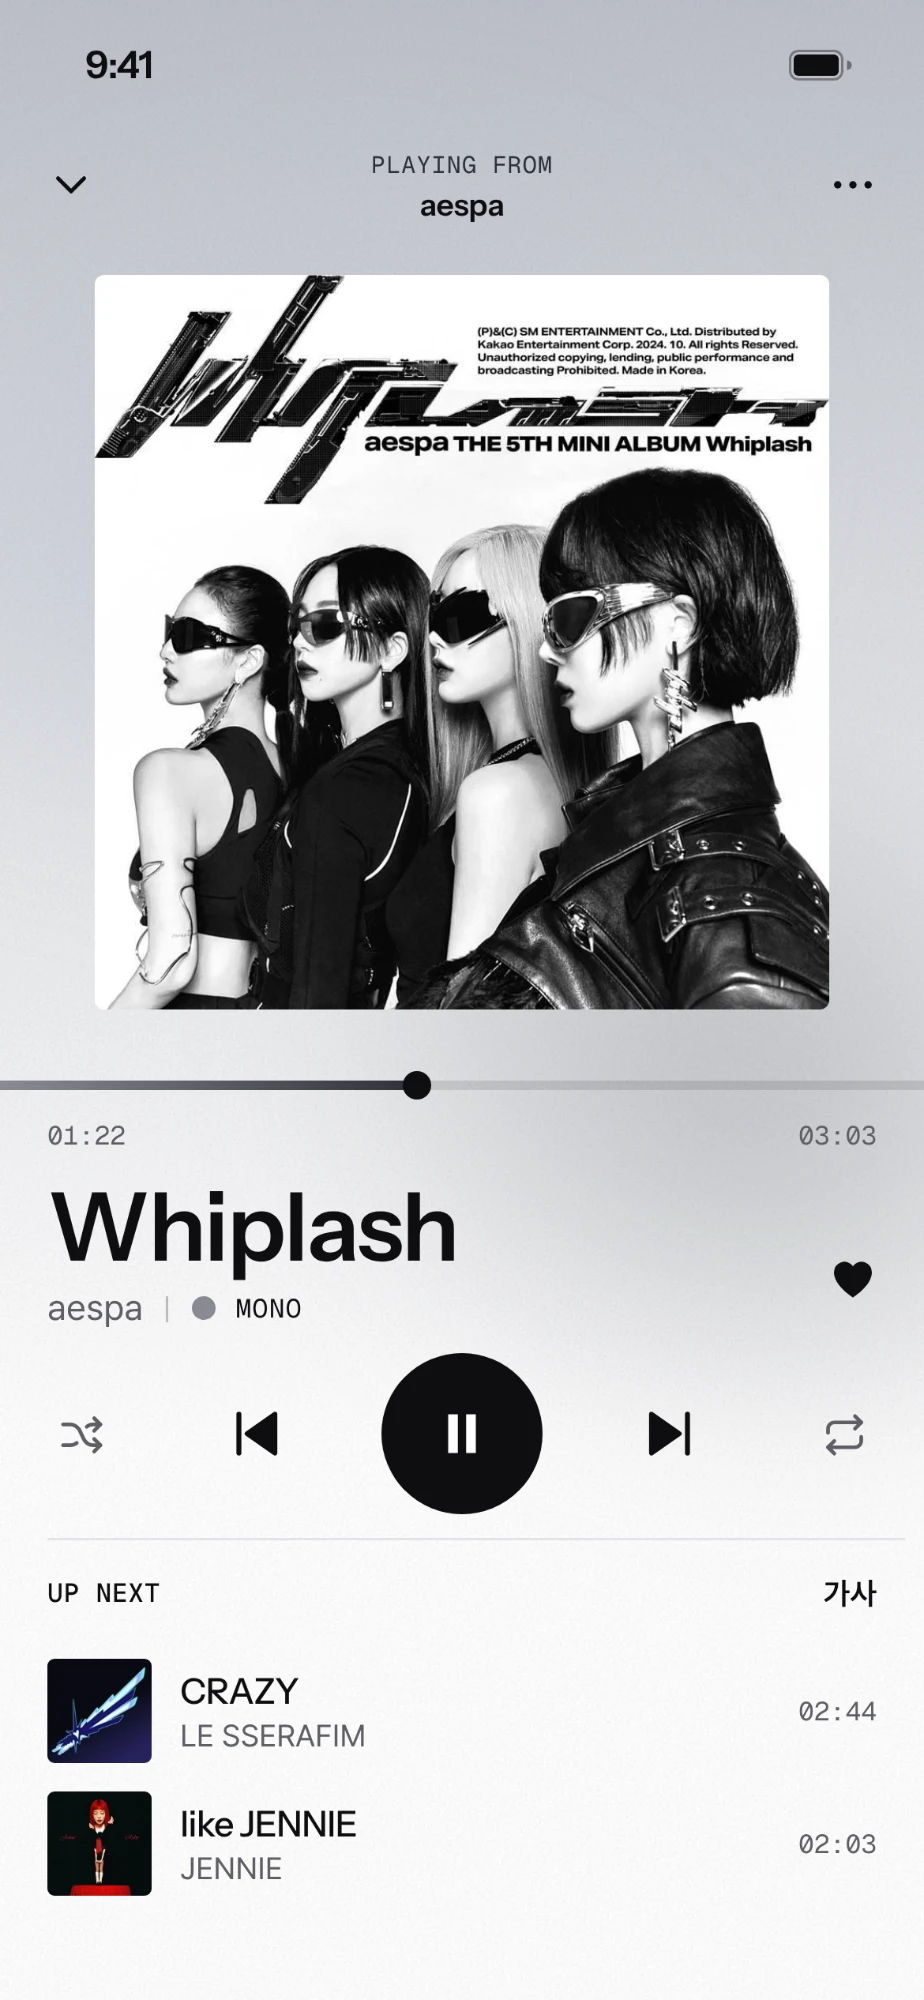 9:41
PLAYING FROM
aespa
Whiplash
(P)&(C) SM ENTERTAINMENT Co., Ltd. Distributed by
Kakao Entertainment Corp. 2024. 10. All rights Reserved.
Unauthorized copying, lending, public performance and
broadcasting Prohibited. Made in Korea.
aespa THE 5TH MINI ALBUM Whiplash
01:22
03:03
Whiplash
aespa | MONO
UP NEXT
가사
CRAZY
LE SSERAFIM
02:44
like JENNIE
JENNIE
02:03